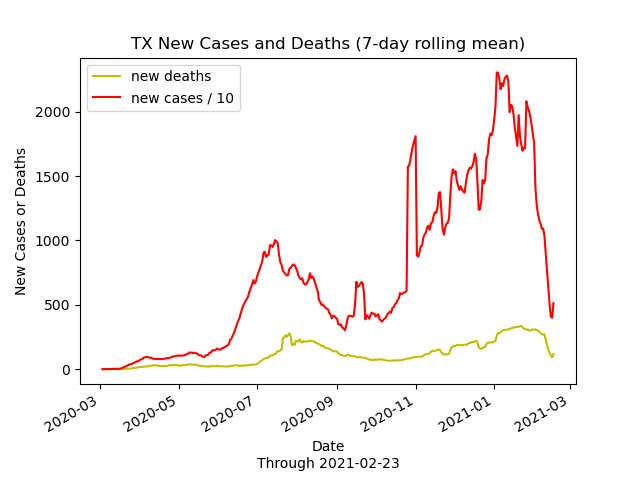 TX New Cases and Deaths (7-day rolling mean)
new deaths
new cases / 10
New Cases or Deaths
2000
1500
1000
500
0
2020-03
2020-05
2020-07
2020-09
2020-11
2021-01
2021-03
Date
Through 2021-02-23